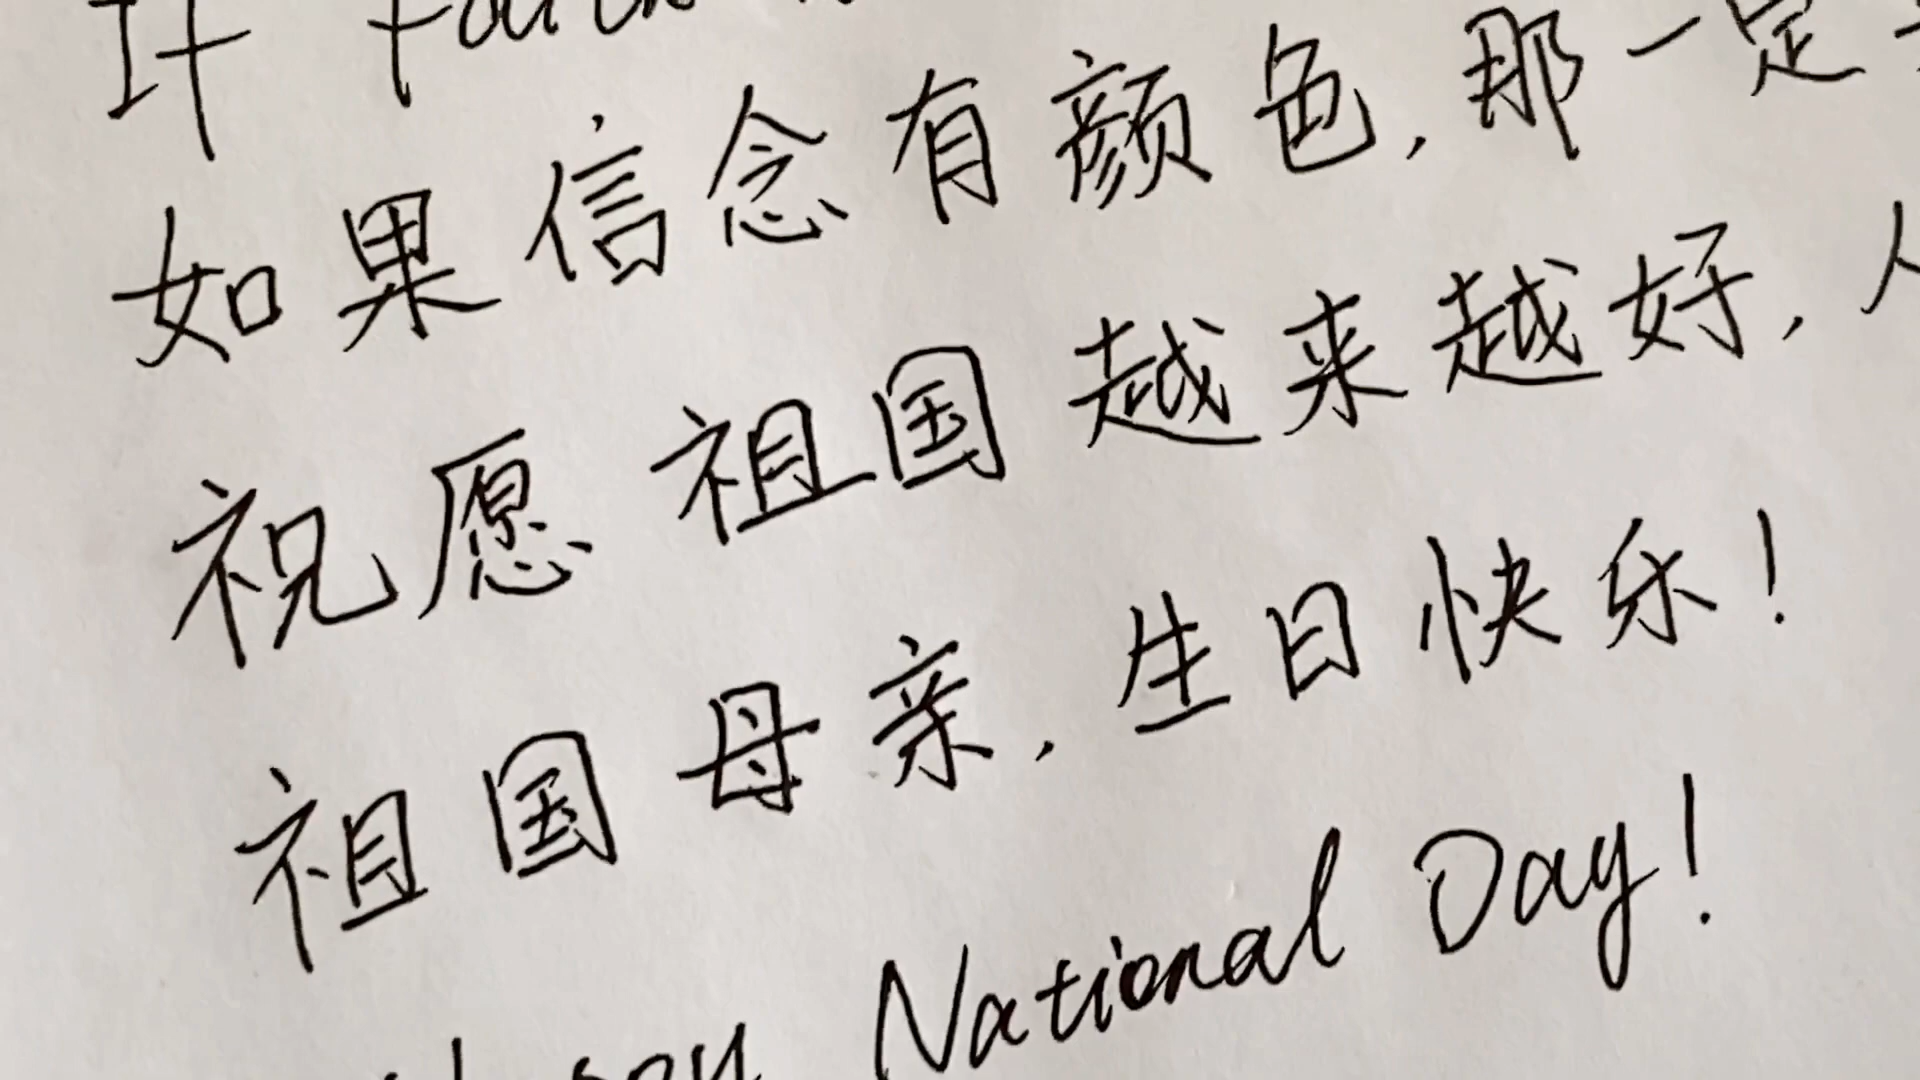 If
如果信念有颜色,那一定
祝愿祖国越来越好,
祖国母亲,生日快乐!
National Day!